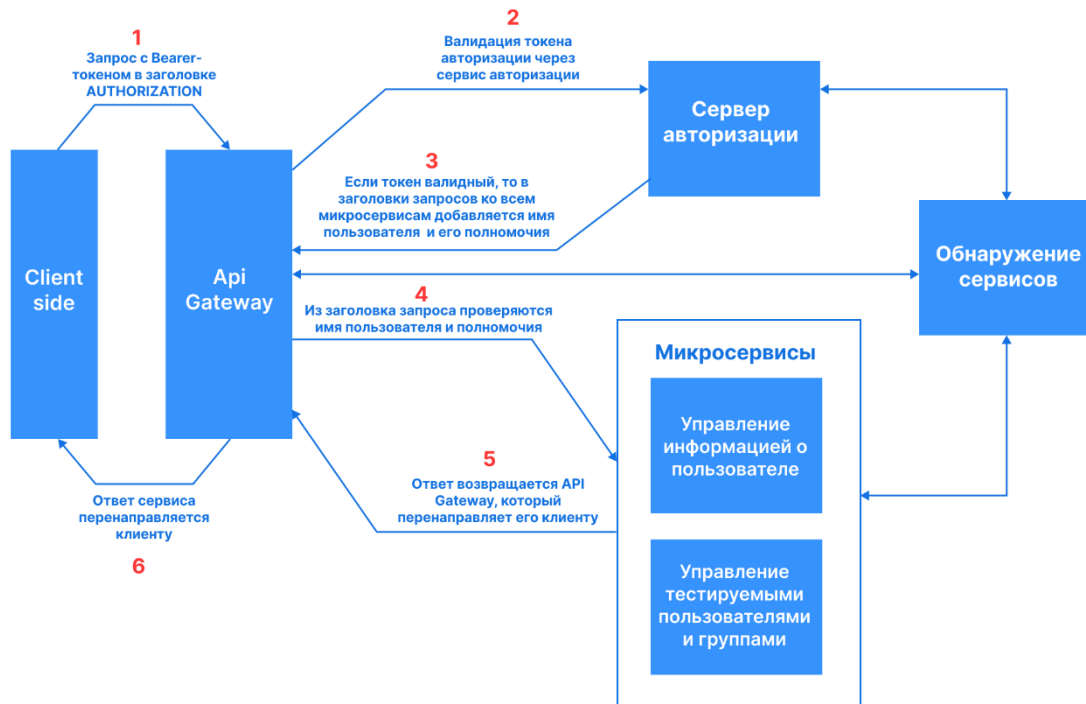 1
Запрос с Bearer-
токеном в заголовке
AUTHORIZATION
2
Валидация токена
авторизации через
сервис авторизации
Сервер
авторизации
3
Если токен валидный, то в
заголовки запросов ко всем
микросервисам добавляется имя
пользователя и его полномочия
Client
side
Api
Gateway
Обнаружение
сервисов
4
Из заголовка запроса проверяются
имя пользователя и полномочия
Микросервисы
Управление
информацией о
пользователе
5
Ответ возвращается API
Gateway, который
перенаправляет его клиенту
Ответ сервиса
перенаправляется
клиенту
6
Управление
тестируемыми
пользователями
и группами